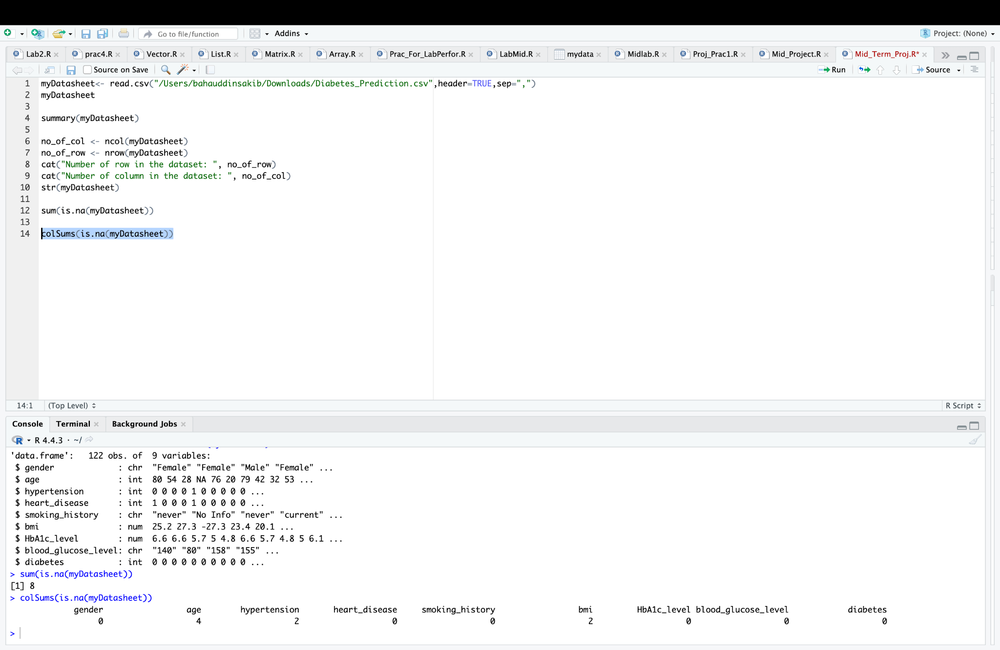 Go to file/function
Addins
Project: (None)
Lab2.R
prac4.R
Vector.R
List.R
Matrix.R
Array.R
Prac_For_LabPerfor.R
LabMid.R
mydata
Midlab.R
Proj_Prac1.R
Mid_Project.R
Mid_Term_Proj.R*
Source on Save
Run
Source
1 myDatasheet<- read.csv("/Users/bahauddinsakib/Downloads/Diabetes_Prediction.csv",header=TRUE,sep=",")
2 myDatasheet
3
4 summary(myDatasheet)
5
6 no_of_col <- ncol(myDatasheet)
7 no_of_row <- nrow(myDatasheet)
8 cat("Number of row in the dataset: ", no_of_row)
9 cat("Number of column in the dataset: ", no_of_col)
10 str(myDatasheet)
11
12 sum(is.na(myDatasheet))
13
14 colSums(is.na(myDatasheet))
14:1 (Top Level) R Script
Console Terminal Background Jobs
R 4.4.3 · ~/
'data.frame':   122 obs. of  9 variables:
 $ gender             : chr  "Female" "Female" "Male" "Female" ...
 $ age                : int  80 54 28 NA 76 20 79 42 32 53 ...
 $ hypertension       : int  0 0 0 0 1 0 0 0 0 0 ...
 $ heart_disease      : int  1 0 0 0 1 0 0 0 0 0 ...
 $ smoking_history    : chr  "never" "No Info" "never" "current" ...
 $ bmi                : num  25.2 27.3 -27.3 23.4 20.1 ...
 $ HbA1c_level        : num  6.6 6.6 5.7 5 4.8 6.6 5.7 4.8 5 6.1 ...
 $ blood_glucose_level: chr  "140" "80" "158" "155" ...
 $ diabetes           : int  0 0 0 0 0 0 0 0 0 0 ...
> sum(is.na(myDatasheet))
[1] 8
> colSums(is.na(myDatasheet))
gender age hypertension heart_disease smoking_history bmi HbA1c_level blood_glucose_level diabetes
0 4 2 0 0 2 0 0 0
>